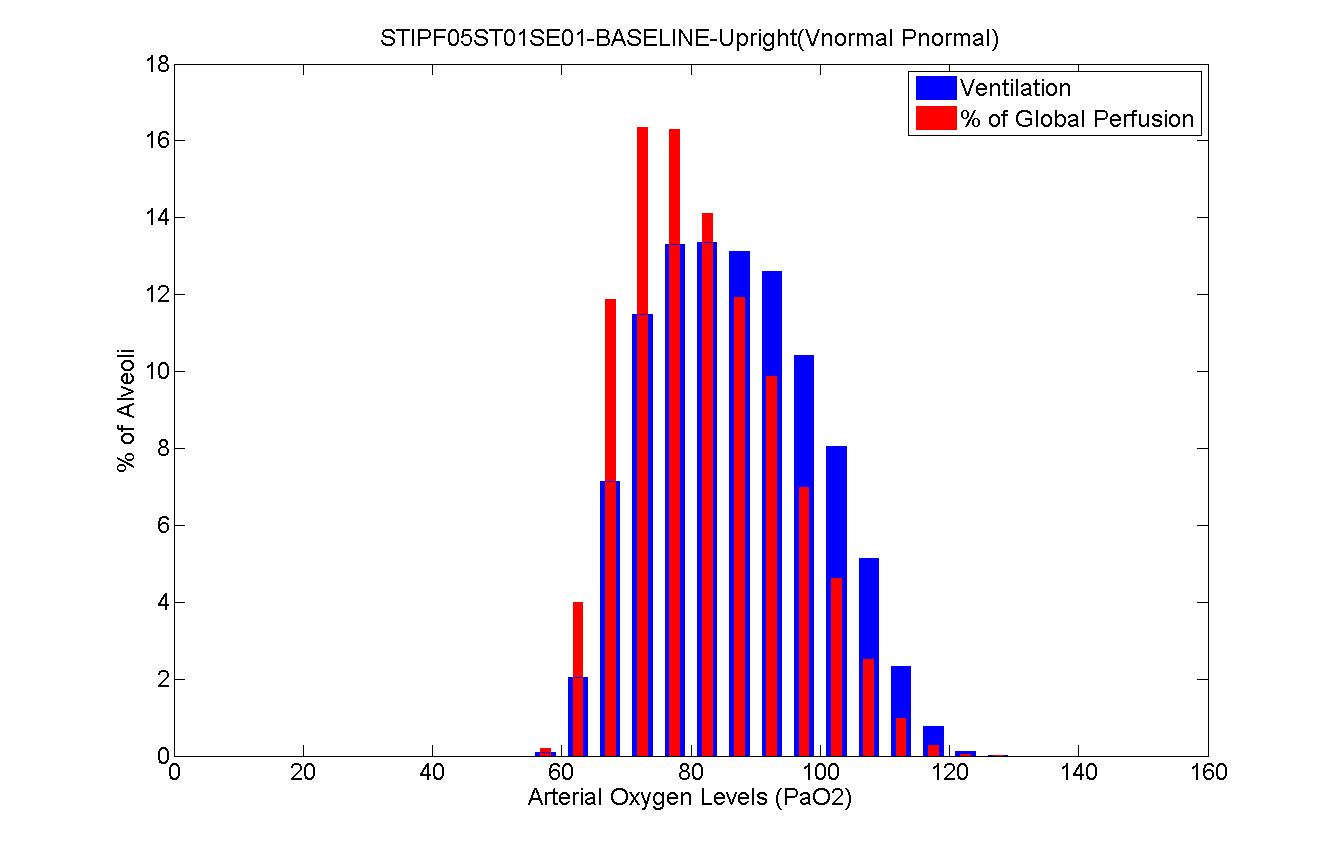 STIPF05ST01SE01-BASELINE-Upright(Vnormal Pnormal)
Ventilation
% of Global Perfusion
18
16
14
12
10
8
6
4
2
0
% of Alveoli
0 20 40 60 80 100 120 140 160
Arterial Oxygen Levels (PaO2)